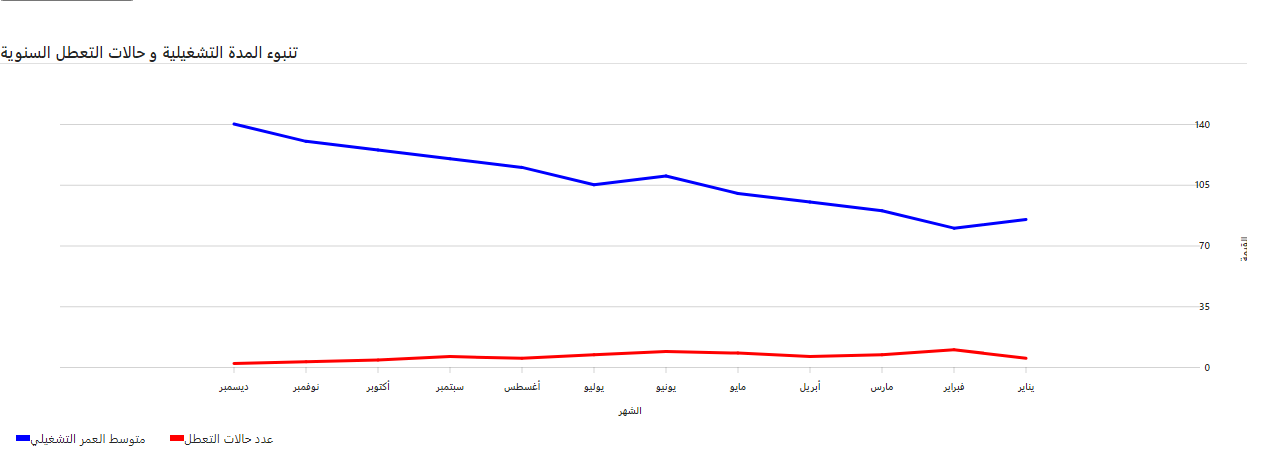 تنبوء المدة التشغيلية و حالات التعطل السنوية
140
105
70
35
0
القيمة
يناير
فبراير
مارس
أبريل
مايو
يونيو
يوليو
أغسطس
سبتمبر
أكتوبر
نوفمبر
ديسمبر
الشهر
عدد حالات التعطل
متوسط العمر التشغيلي